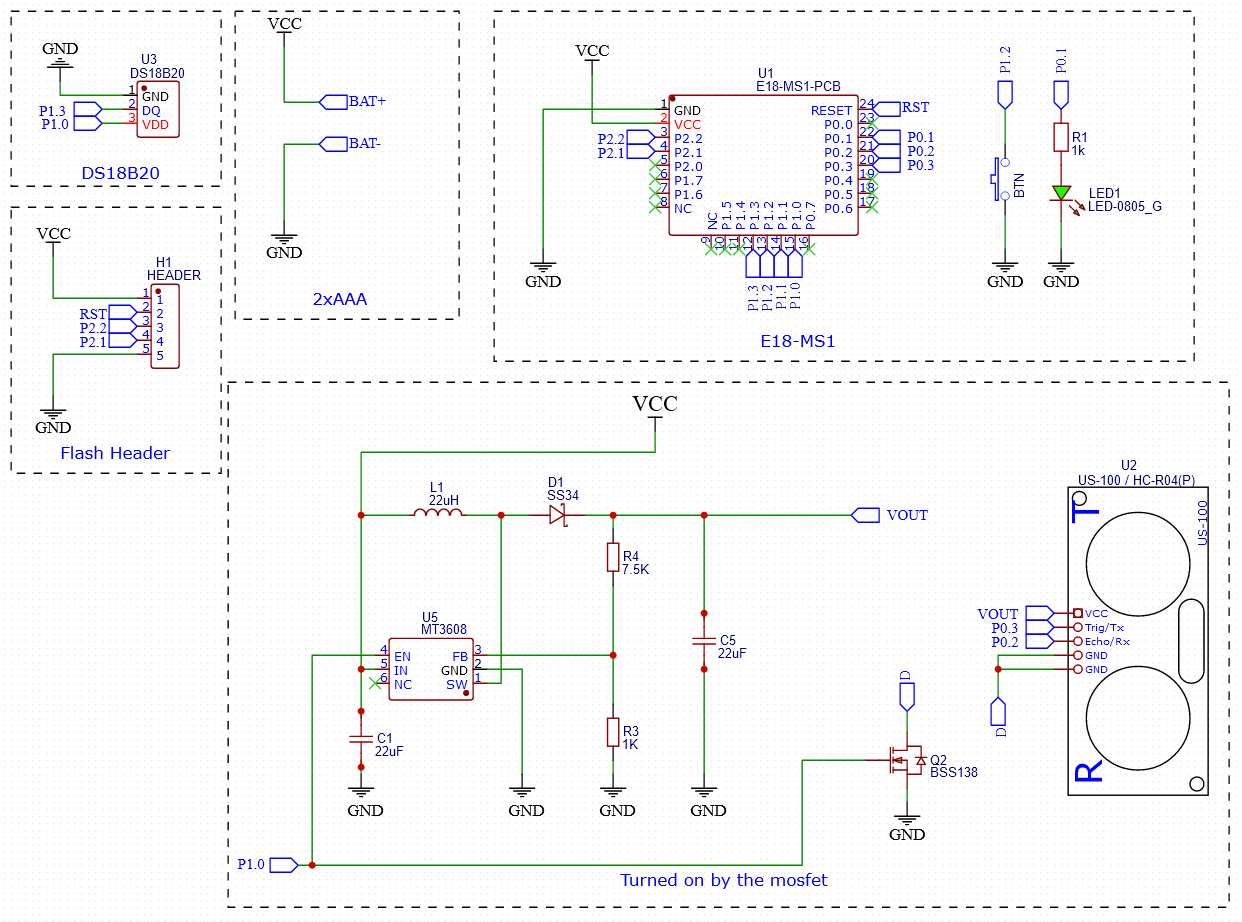 GND
U3
DS18B20
1
GND
P1.3
2
DQ
P1.0
3
VDD
DS18B20
VCC
BAT+
BAT-
GND
2xAAA
VCC
H1
HEADER
1
1
RST
2
2
P2.2
3
3
P2.1
4
4
5
5
GND
Flash Header
VCC
U1
E18-MS1-PCB
1
GND
2
VCC
P2.2
3
P2.2
P2.1
4
P2.1
5
P2.0
6
P1.7
7
P1.6
8
NC
RESET
24
RST
P0.0
23
P0.1
22
P0.1
P0.2
21
P0.2
P0.3
20
P0.3
P0.4
19
P0.5
18
P0.6
17
NC
P1.5
P1.4
P1.3
P1.2
P1.1
P1.0
P0.7
9
10
11
12
13
14
15
16
P1.3
P1.2
P1.1
P1.0
GND
P1.2
BTN
GND
P0.1
R1
1k
LED1
LED-0805_G
GND
E18-MS1
VCC
L1
22uH
D1
SS34
VOUT
R4
7.5K
U5
MT3608
4
EN
5
IN
6
NC
FB
3
GND
2
SW
1
C5
22uF
C1
22uF
R3
1K
GND
GND
GND
GND
P1.0
D
Q2
BSS138
GND
U2
US-100 / HC-R04(P)
T
US-100
VOUT
VCC
P0.3
Trig/Tx
P0.2
Echo/Rx
GND
GND
D
R
Turned on by the mosfet